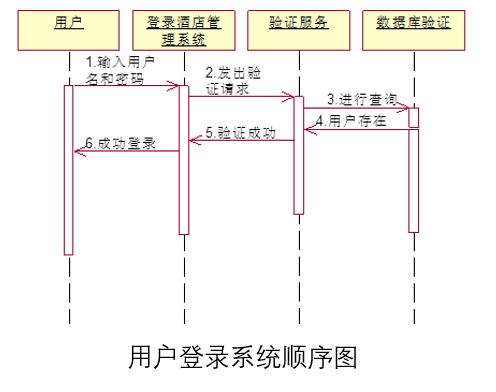 用户
登录酒店管
理系统
验证服务
数据库验证
1.输入用户
名和密码
2.发出验
证请求
3.进行查询
4.用户存在
5.验证成功
6.成功登录
用户登录系统顺序图